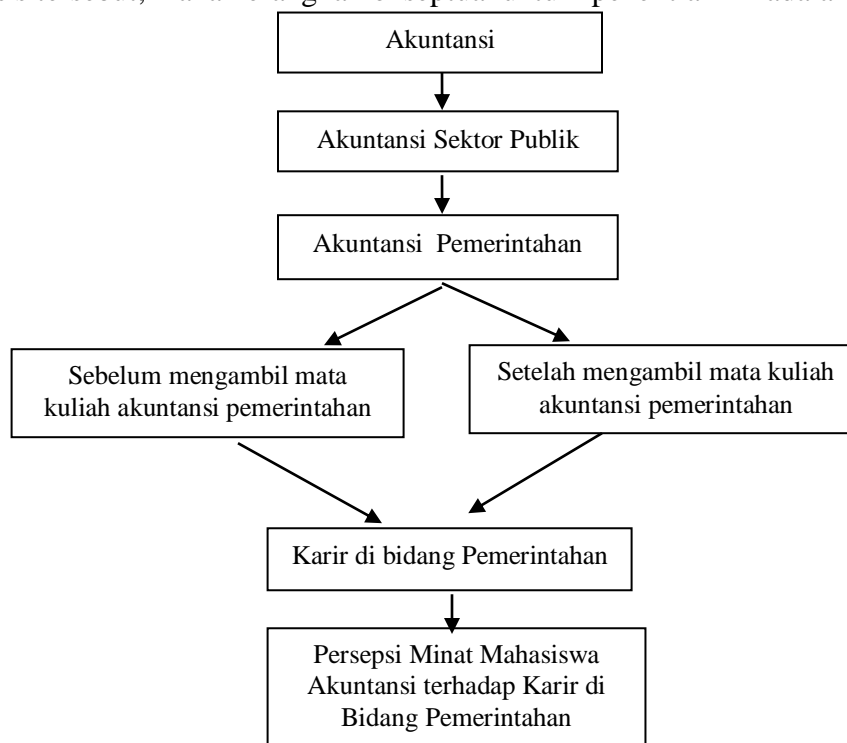 Akuntansi
Akuntansi Sektor Publik
Akuntansi Pemerintahan
Sebelum mengambil mata
kuliah akuntansi pemerintahan
Setelah mengambil mata kuliah
akuntansi pemerintahan
Karir di bidang Pemerintahan
Persepsi Minat Mahasiswa
Akuntansi terhadap Karir di
Bidang Pemerintahan